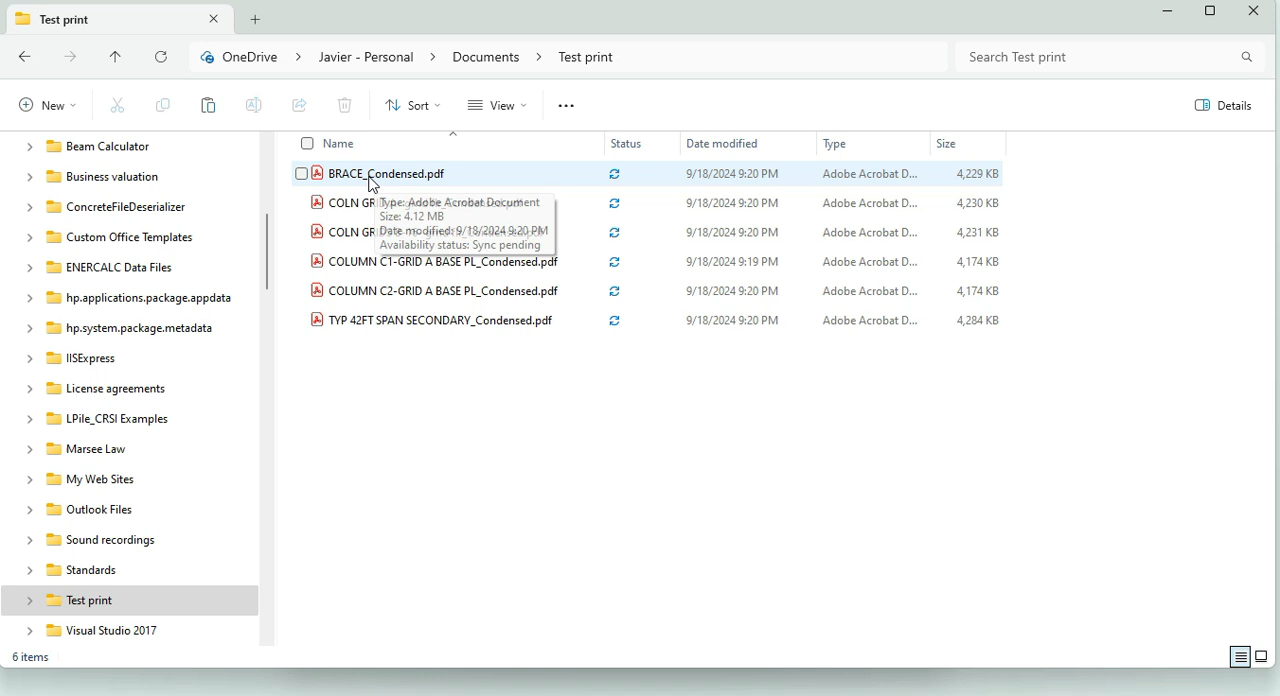 Test print
OneDrive > Javier - Personal > Documents > Test print
Search Test print
New
Sort
View
Details
Name Status Date modified Type Size
Beam Calculator
Business valuation
ConcreteFileDeserializer
Custom Office Templates
ENERCALC Data Files
hp.applications.package.appdata
hp.system.package.metadata
IISExpress
License agreements
LPile_CRSI Examples
Marsee Law
My Web Sites
Outlook Files
Sound recordings
Standards
Test print
Visual Studio 2017
BRACE_Condensed.pdf 9/18/2024 9:20 PM Adobe Acrobat D... 4,229 KB
COLN GR 9/18/2024 9:20 PM Adobe Acrobat D... 4,230 KB
COLN GR 9/18/2024 9:20 PM Adobe Acrobat D... 4,231 KB
COLUMN C1-GRID A BASE PL_Condensed.pdf 9/18/2024 9:19 PM Adobe Acrobat D... 4,174 KB
COLUMN C2-GRID A BASE PL_Condensed.pdf 9/18/2024 9:20 PM Adobe Acrobat D... 4,174 KB
TYP 42FT SPAN SECONDARY_Condensed.pdf 9/18/2024 9:20 PM Adobe Acrobat D... 4,284 KB
Type: Adobe Acrobat Document
Size: 4.12 MB
Date modified: 9/18/2024 9:20 PM
Availability status: Sync pending
6 items